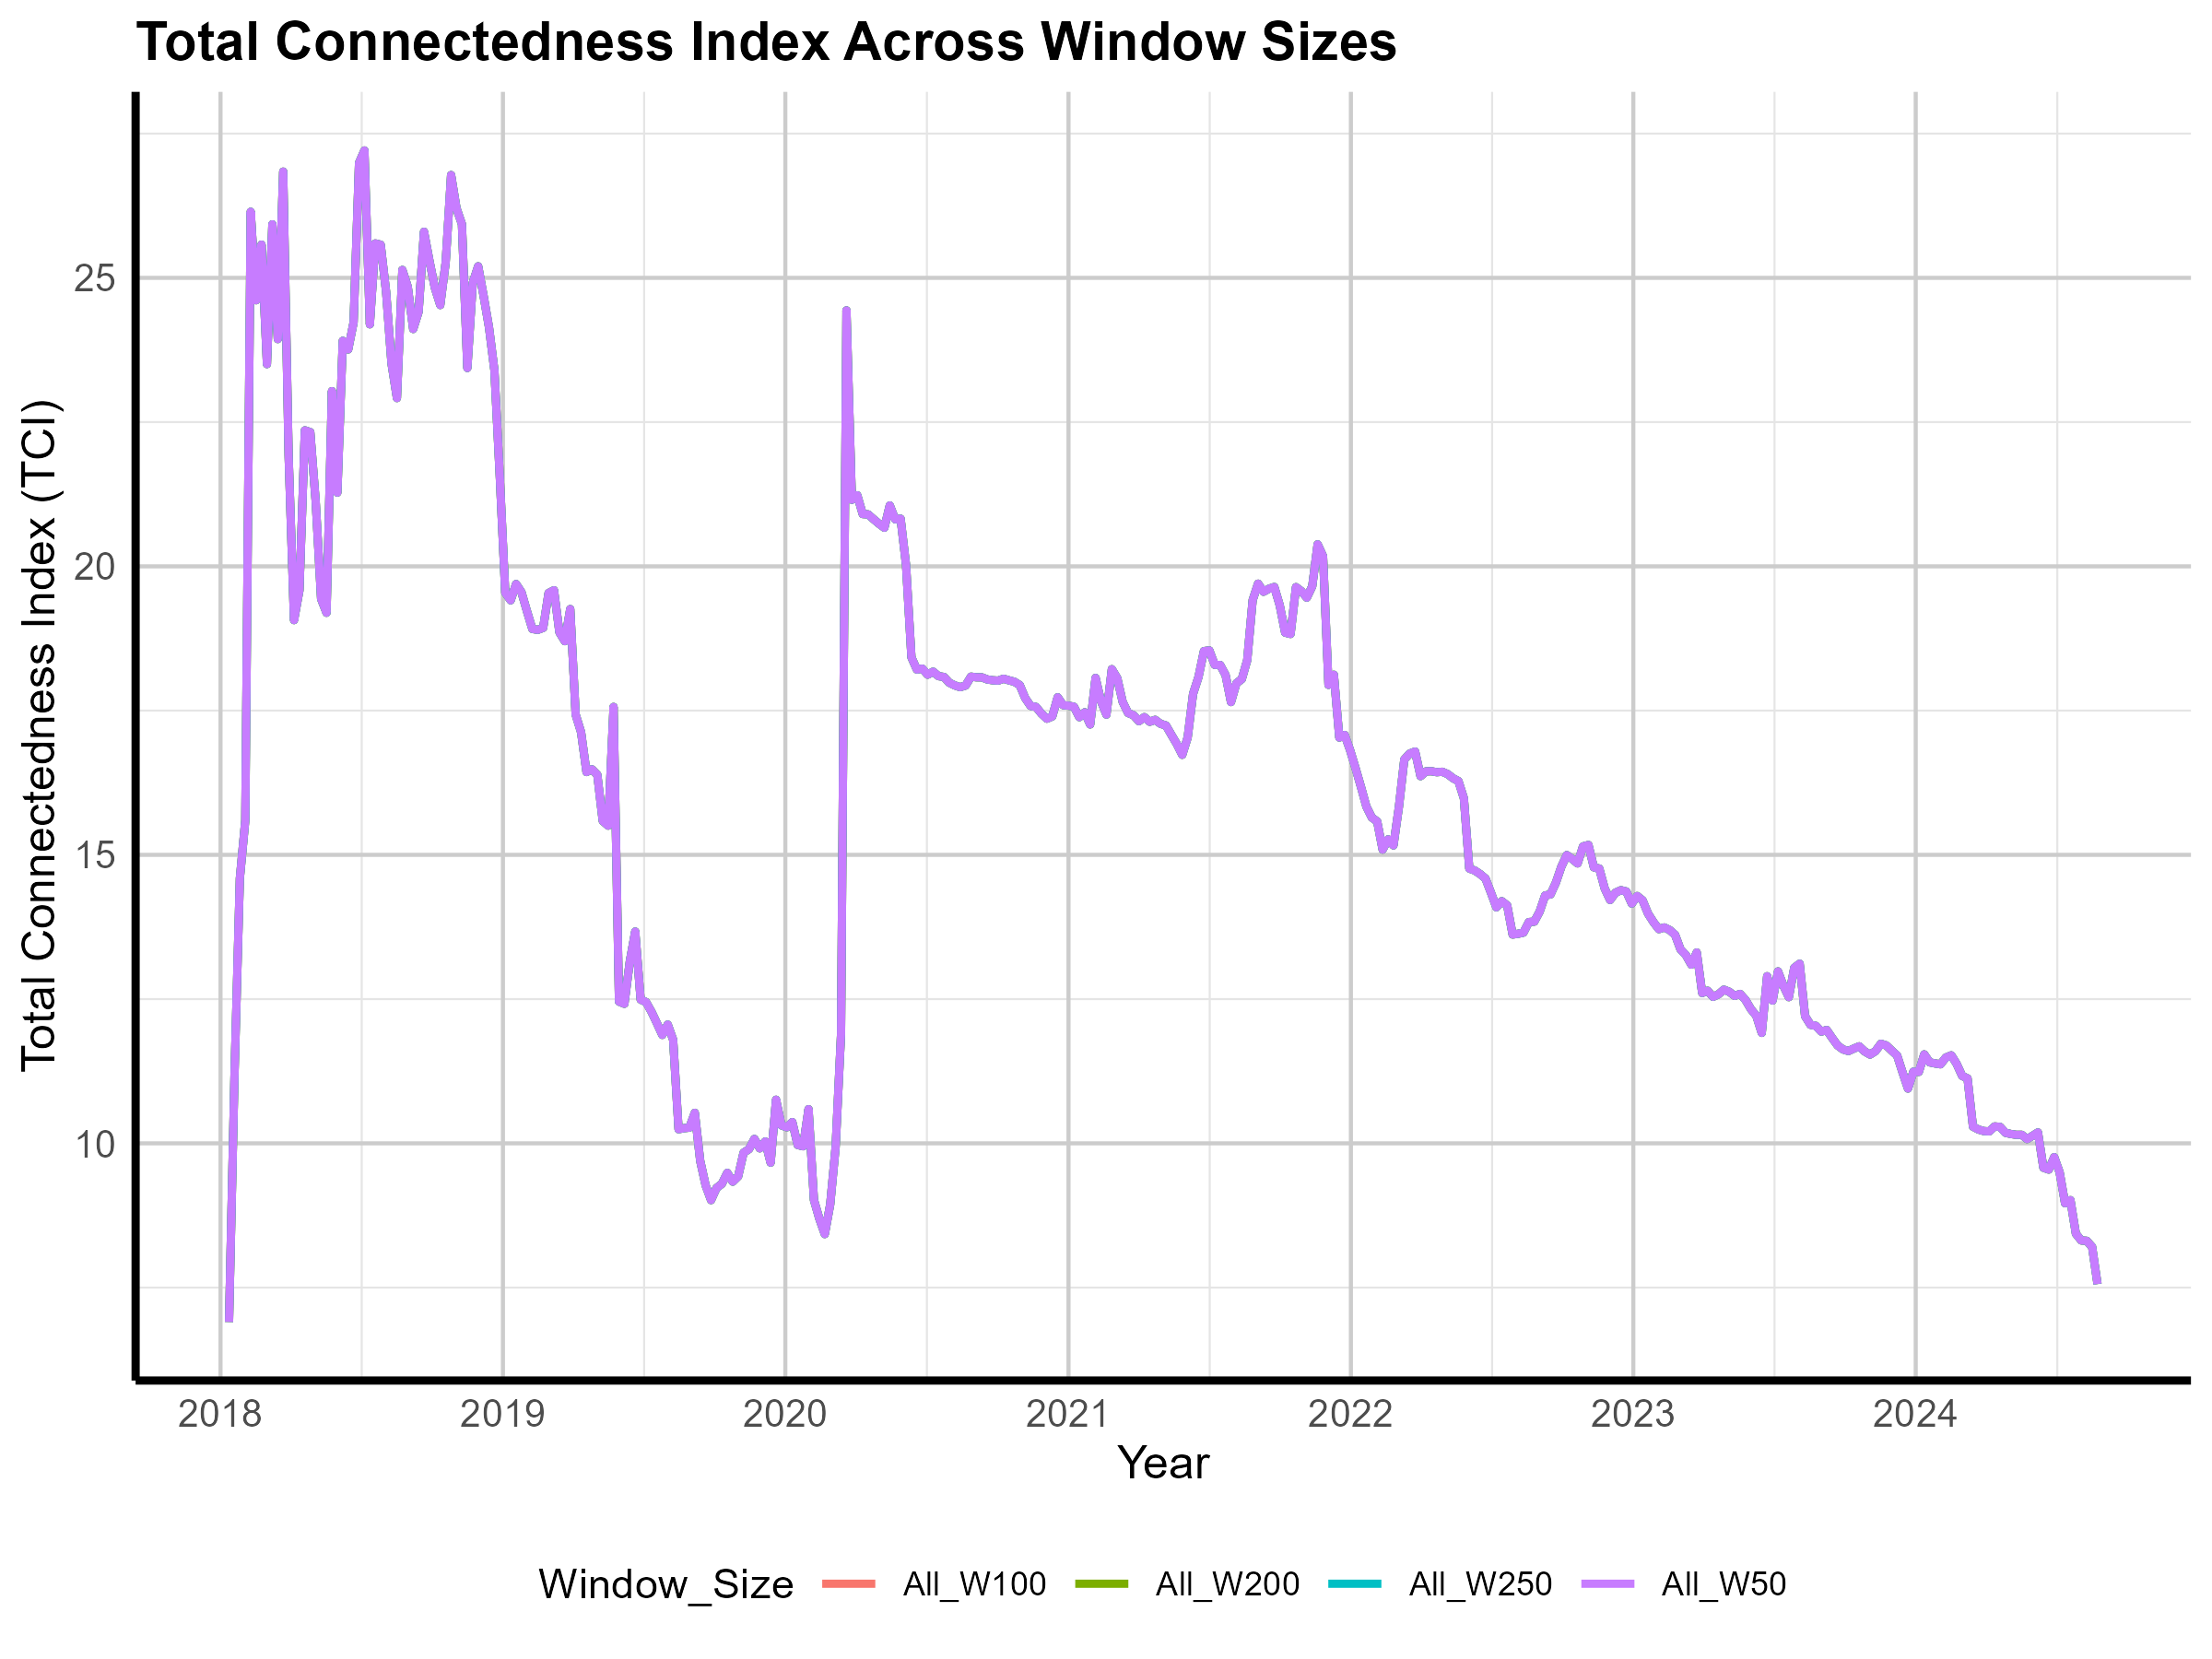 Total Connectedness Index Across Window Sizes
Total Connectedness Index (TCI)
25
20
15
10
2018 2019 2020 2021 2022 2023 2024
Year
Window_Size All_W100 All_W200 All_W250 All_W50